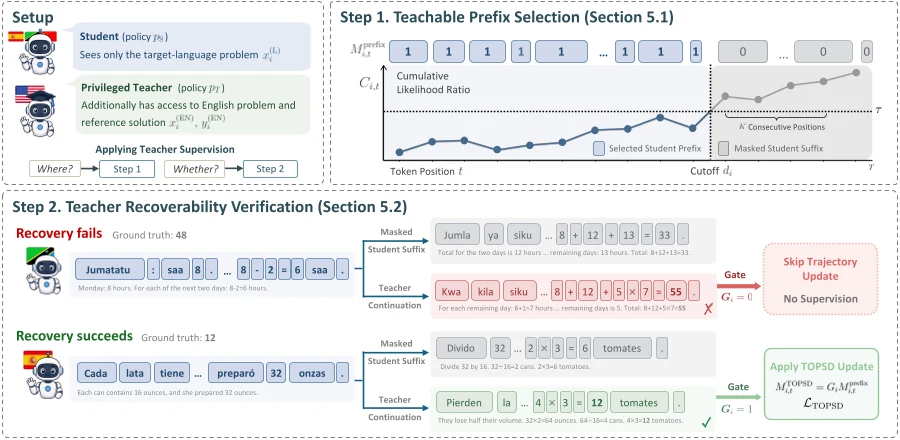 Setup
Student (policy p_S)
Sees only the target-language problem x_i^(L)
Privileged Teacher (policy p_T)
Additionally has access to English problem and
reference solution x_i^(EN), y_i^(EN)
Applying Teacher Supervision
Where? Step 1 Whether? Step 2
Step 1. Teachable Prefix Selection (Section 5.1)
M_{i,t}^prefix 1 1 1 1 1 ... 1 1 1 0 ... 0 0
C_{i,t}
Cumulative
Likelihood Ratio
τ
κ Consecutive Positions
Selected Student Prefix Masked Student Suffix
Token Position t Cutoff d_i T
Step 2. Teacher Recoverability Verification (Section 5.2)
Recovery fails Ground truth: 48
Jumatatu : saa 8 . ... 8 - 2 = 6 saa .
Monday: 8 hours. For each of the next two days: 8-2=6 hours.
Masked
Student Suffix
Jumla ya siku ... 8 + 12 + 13 = 33 .
Total for the two days is 12 hours ... remaining days: 13 hours. Total: 8+12+13=33.
Teacher
Continuation
Kwa kila siku ... 8 + 12 + 5 × 7 = 55 .
For each remaining day: 6+1=7 hours ... remaining days is 5. Total: 8+12+5×7=55
✗
Gate
G_i = 0
Skip Trajectory
Update
No Supervision
Recovery succeeds Ground truth: 12
Cada lata tiene ... preparó 32 onzas .
Each can contains 16 ounces, and she prepared 32 ounces.
Masked
Student Suffix
Divido 32 ... 2 × 3 = 6 tomates .
Divide 32 by 16. 32÷16=2 cans. 2×3=6 tomatoes.
Teacher
Continuation
Pierden la ... 4 × 3 = 12 tomates .
They lose half their volume. 32×2=64 ounces. 64÷16=4 cans. 4×3=12 tomatoes.
✓
Gate
G_i = 1
Apply TOPSD Update
M_{i,t}^TOPSD = G_i M_{i,t}^prefix
L_TOPSD